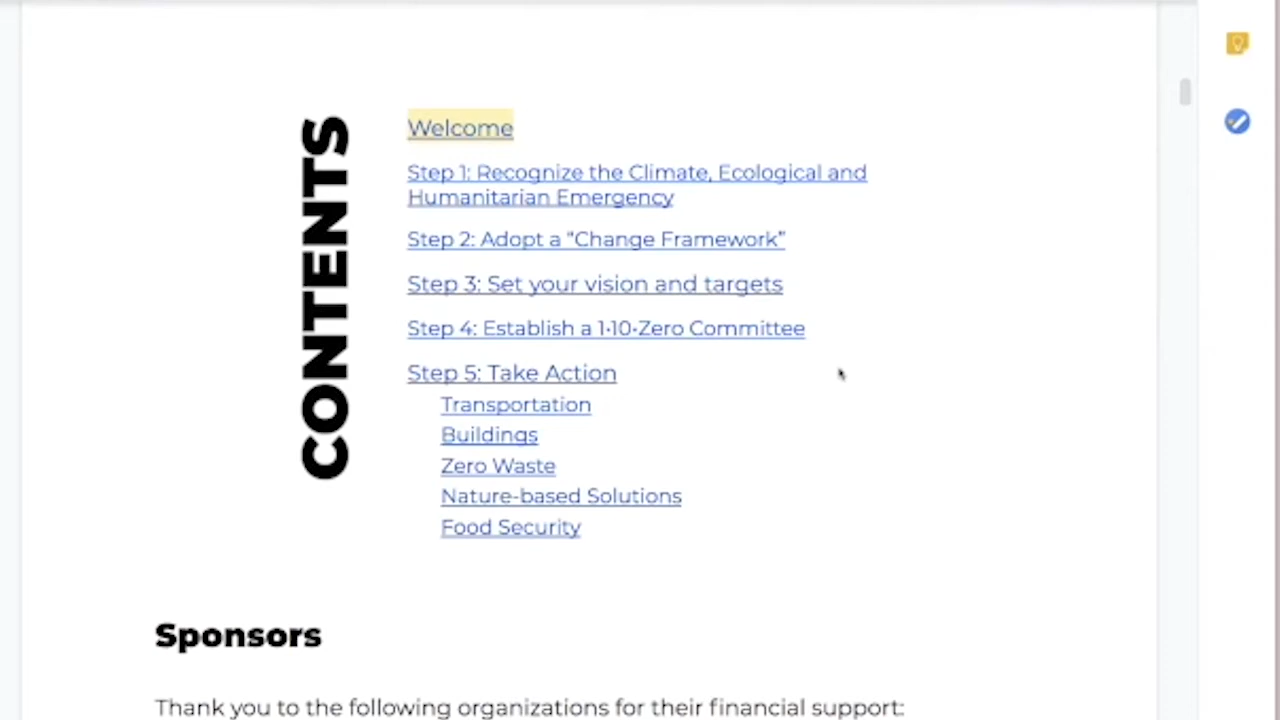 CONTENTS
Welcome
Step 1: Recognize the Climate, Ecological and
Humanitarian Emergency
Step 2: Adopt a “Change Framework”
Step 3: Set your vision and targets
Step 4: Establish a 1•10•Zero Committee
Step 5: Take Action
Transportation
Buildings
Zero Waste
Nature-based Solutions
Food Security
Sponsors
Thank you to the following organizations for their financial support: